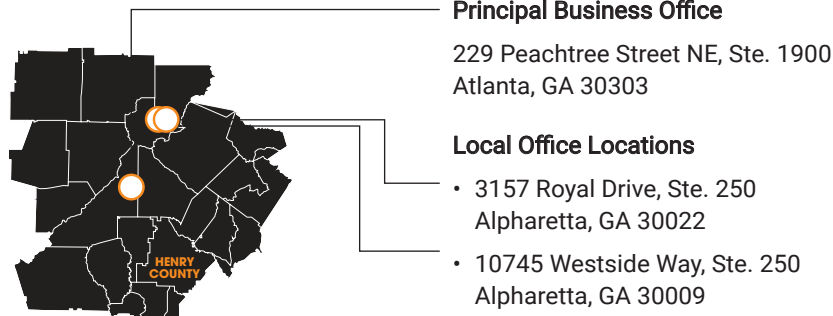 Principal Business Office
229 Peachtree Street NE, Ste. 1900
Atlanta, GA 30303
Local Office Locations
• 3157 Royal Drive, Ste. 250
Alpharetta, GA 30022
• 10745 Westside Way, Ste. 250
Alpharetta, GA 30009
HENRY
COUNTY